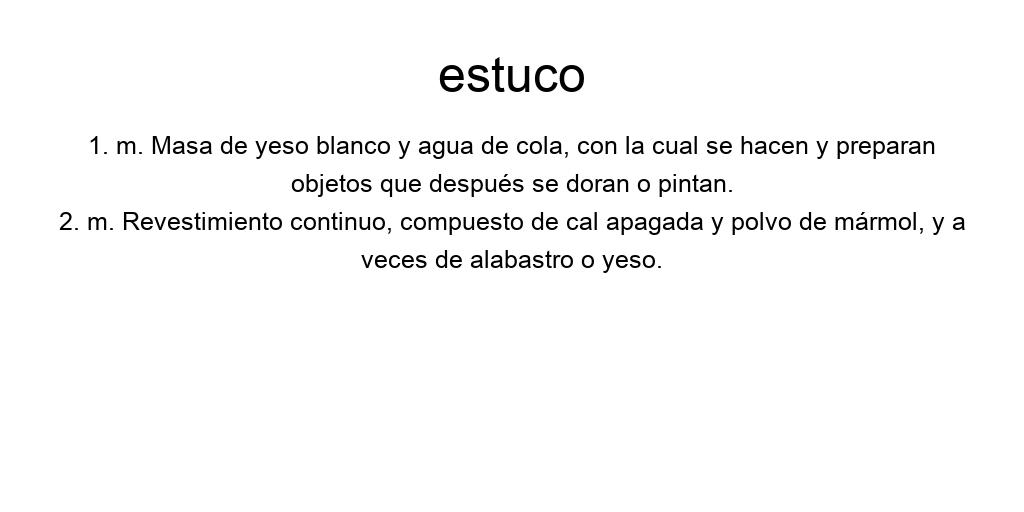 estuco
1. m. Masa de yeso blanco y agua de cola, con la cual se hacen y preparan
objetos que después se doran o pintan.
2. m. Revestimiento continuo, compuesto de cal apagada y polvo de mármol, y a
veces de alabastro o yeso.